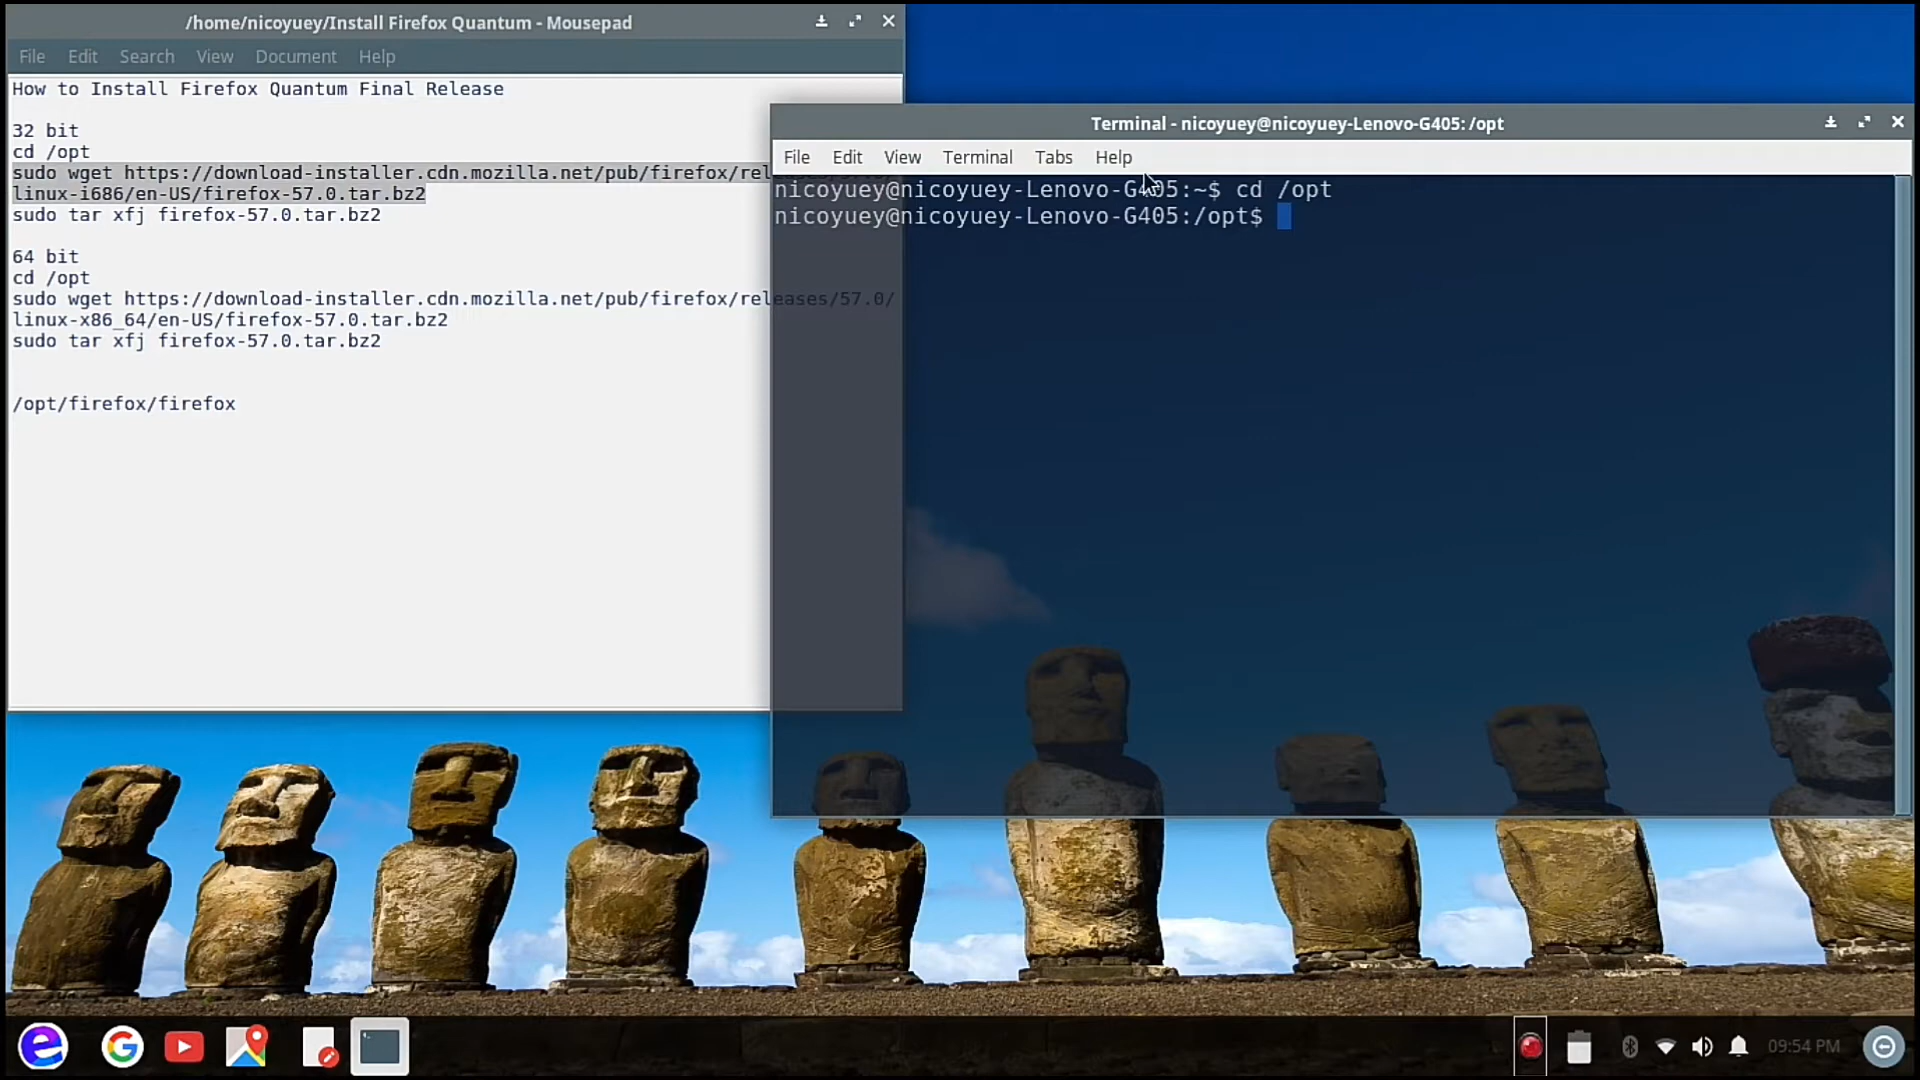 /home/nicoyuey/Install Firefox Quantum - Mousepad
File Edit Search View Document Help
How to Install Firefox Quantum Final Release
32 bit
cd /opt
sudo wget https://download-installer.cdn.mozilla.net/pub/firefox/rel
linux-i686/en-US/firefox-57.0.tar.bz2
sudo tar xfj firefox-57.0.tar.bz2
64 bit
cd /opt
sudo wget https://download-installer.cdn.mozilla.net/pub/firefox/releases/57.0/
linux-x86_64/en-US/firefox-57.0.tar.bz2
sudo tar xfj firefox-57.0.tar.bz2
/opt/firefox/firefox
Terminal - nicoyuey@nicoyuey-Lenovo-G405: /opt
File Edit View Terminal Tabs Help
nicoyuey@nicoyuey-Lenovo-G405:~$ cd /opt
nicoyuey@nicoyuey-Lenovo-G405:/opt$
09:54 PM